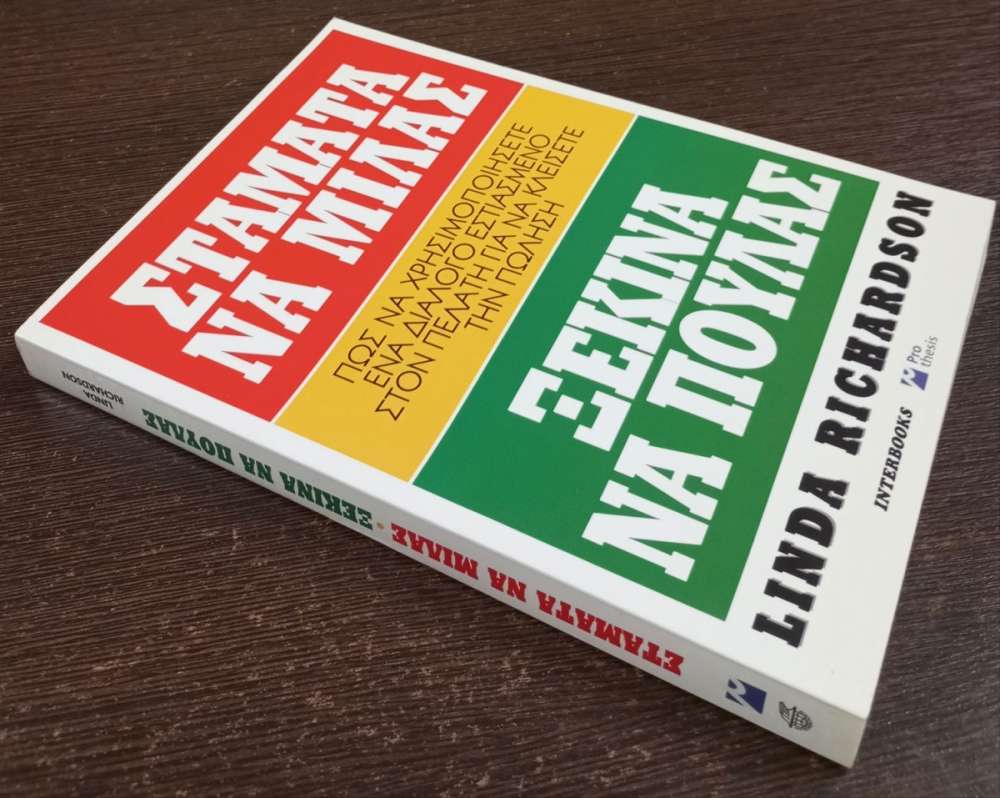 ΣΤΑΜΑΤΑ
ΝΑ ΜΙΛΑΣ
ΠΩΣ ΝΑ ΧΡΗΣΙΜΟΠΟΙΗΣΕΤΕ
ΕΝΑ ΔΙΑΛΟΓΟ ΕΣΤΙΑΣΜΕΝΟ
ΣΤΟΝ ΠΕΛΑΤΗ ΓΙΑ ΝΑ ΚΛΕΙΣΕΤΕ
ΤΗΝ ΠΩΛΗΣΗ
ΞΕΚΙΝΑ
ΝΑ ΠΟΥΛΑΣ
LINDA RICHARDSON
INTERBOOKS
Pro
thesis
LINDA
RICHARDSON
ΣΤΑΜΑΤΑ ΝΑ ΜΙΛΑΣ • ΞΕΚΙΝΑ ΝΑ ΠΟΥΛΑΣ